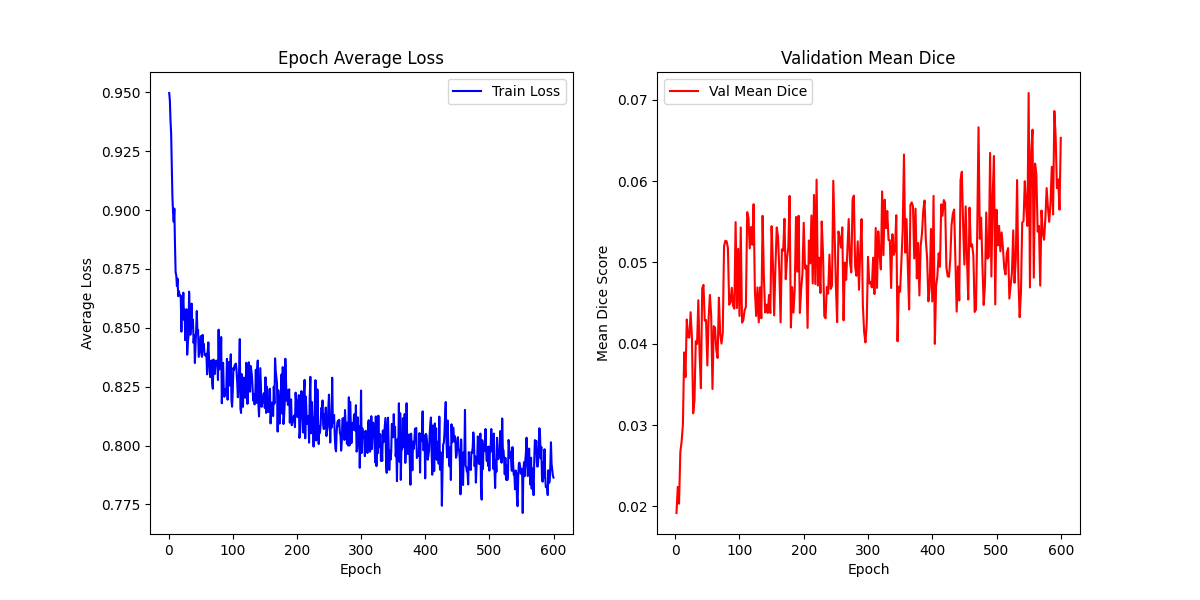 Epoch Average Loss
Train Loss
0.950
0.925
0.900
0.875
0.850
0.825
0.800
0.775
Average Loss
0 100 200 300 400 500 600
Epoch
Validation Mean Dice
Val Mean Dice
0.07
0.06
0.05
0.04
0.03
0.02
Mean Dice Score
0 100 200 300 400 500 600
Epoch